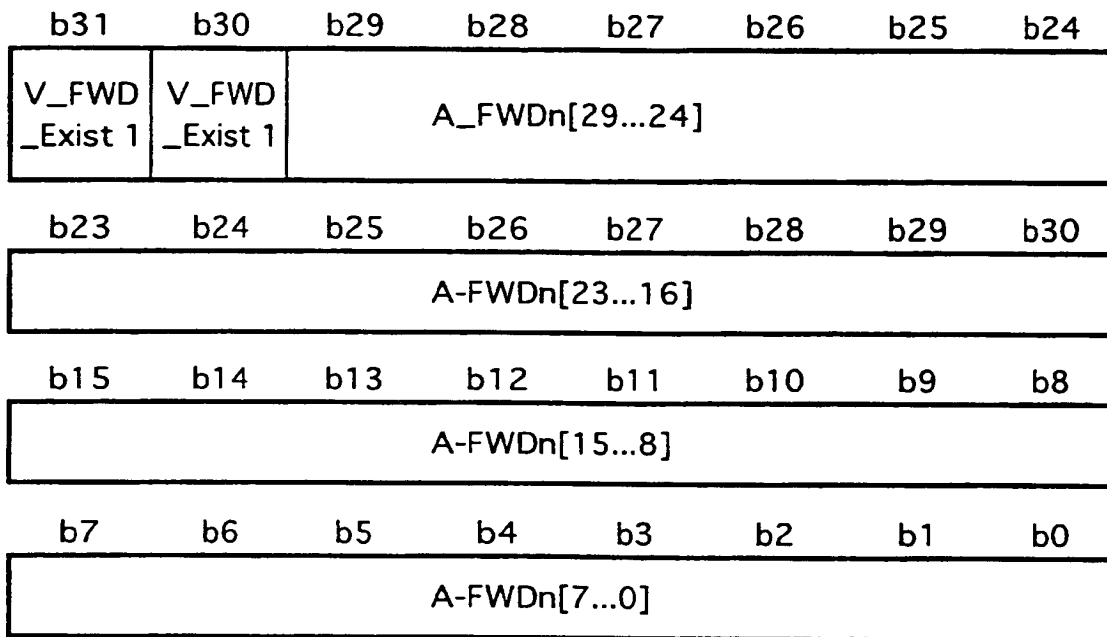 b31 b30 b29 b28 b27 b26 b25 b24
V_FWD V_FWD
_Exist 1 _Exist 1
A_FWDn[29...24]
b23 b24 b25 b26 b27 b28 b29 b30
A-FWDn[23...16]
b15 b14 b13 b12 b11 b10 b9 b8
A-FWDn[15...8]
b7 b6 b5 b4 b3 b2 b1 b0
A-FWDn[7...0]